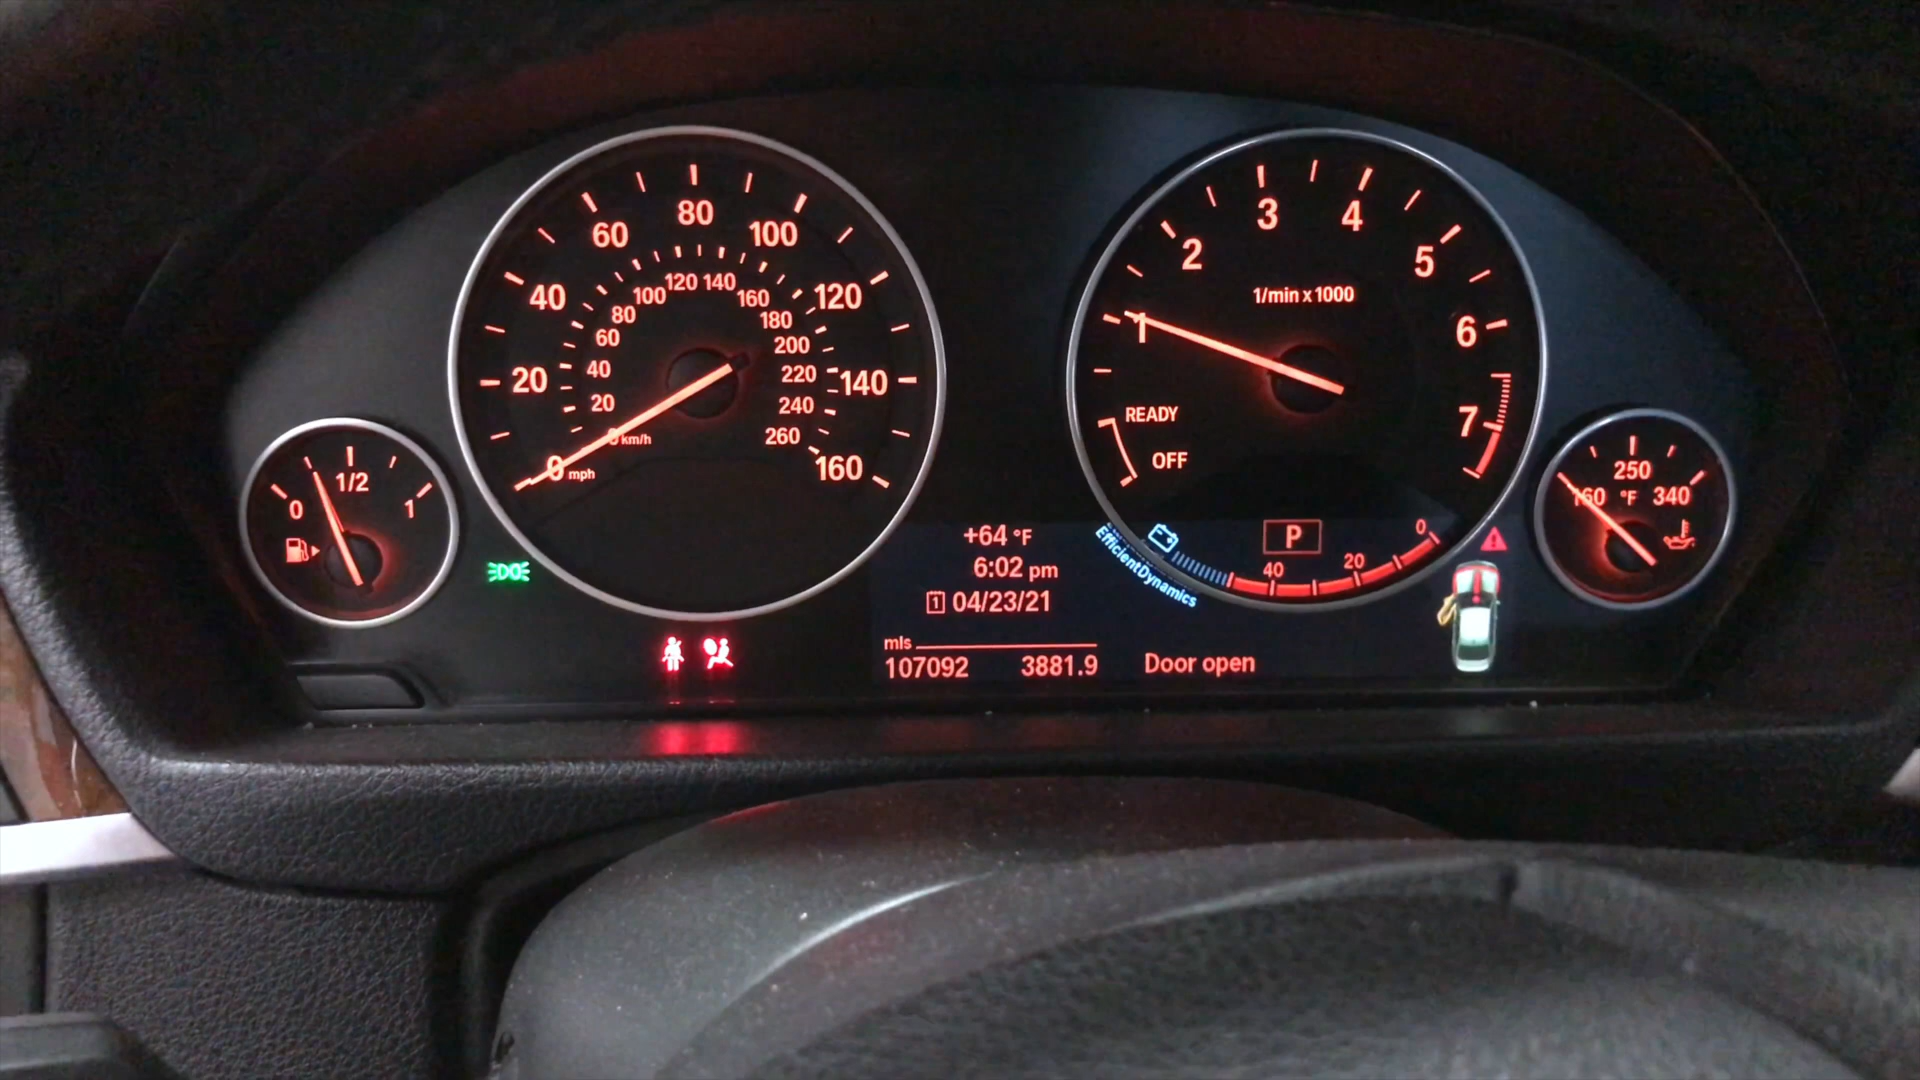 0 1/2 1
0 mph 20 40 60 80 100 120 140 160
0 km/h 20 40 60 80 100 120 140 160 180 200 220 240 260
OFF
READY
1 2 3 4 5 6 7
1/min x 1000
160 250 340
°F
+64 °F
6:02 pm
1 04/23/21
mls
107092 3881.9
EfficientDynamics
40 20 0
P
Door open